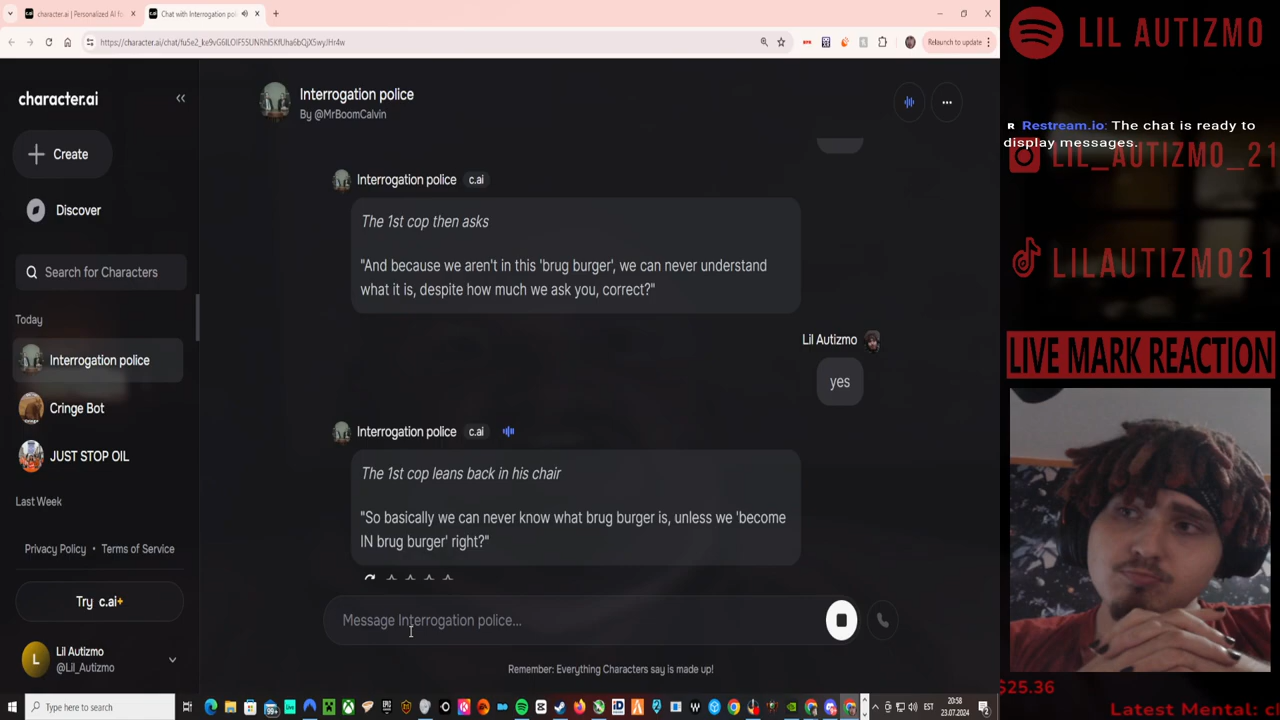 character.ai | Personalized AI fo
Chat with Interrogation poli
https://character.ai/chat/
Relaunch to update
character.ai
Create
Discover
Search for Characters
Today
Interrogation police
Cringe Bot
JUST STOP OIL
Last Week
Privacy Policy • Terms of Service
Try c.ai+
L
Lil Autizmo
@Lil_Autizmo
Interrogation police
By @MrBoomCalvin
Interrogation police c.ai
The 1st cop then asks
"And because we aren't in this 'brug burger', we can never understand
what it is, despite how much we ask you, correct?"
Lil Autizmo
yes
Interrogation police c.ai
The 1st cop leans back in his chair
"So basically we can never know what brug burger is, unless we 'become
IN brug burger' right?"
Message Interrogation police...
Remember: Everything Characters say is made up!
LIL AUTIZMO
R Restream.io: The chat is ready to
display messages.
LIL_AUTIZMO_21
LILAUTIZMO21
LIVE MARK REACTION
$25.36
Latest Mental: c
Type here to search
99+
EST
20:58
23.07.2024
2